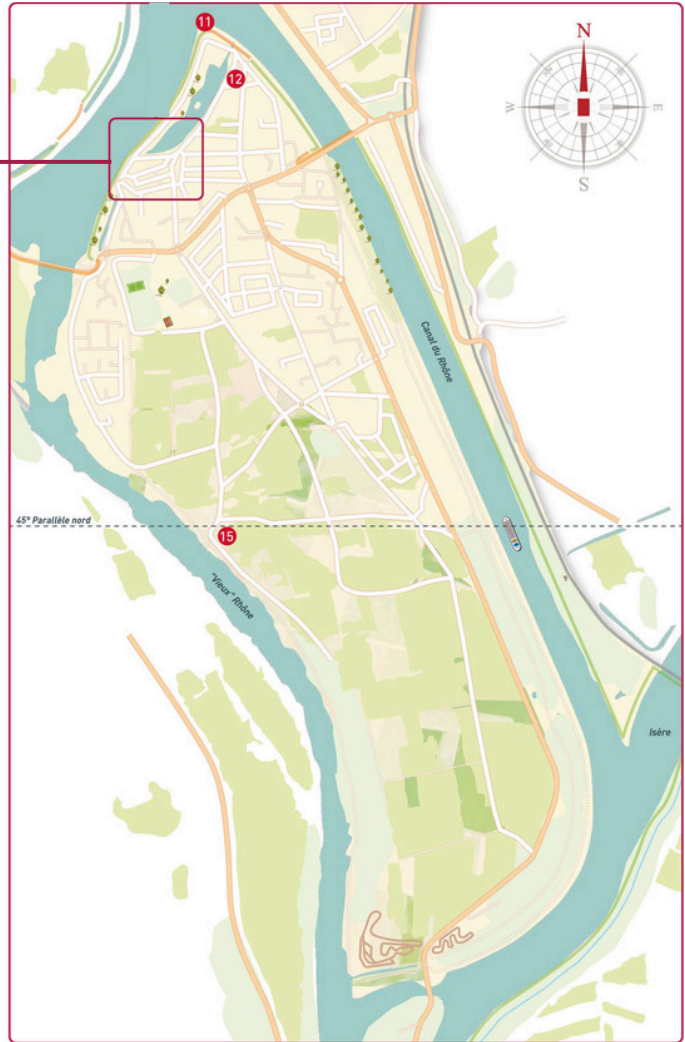 11
12
N
W
E
S
Canal du Rhône
45° Parallèle nord
15
"Vieux" Rhône
Isère